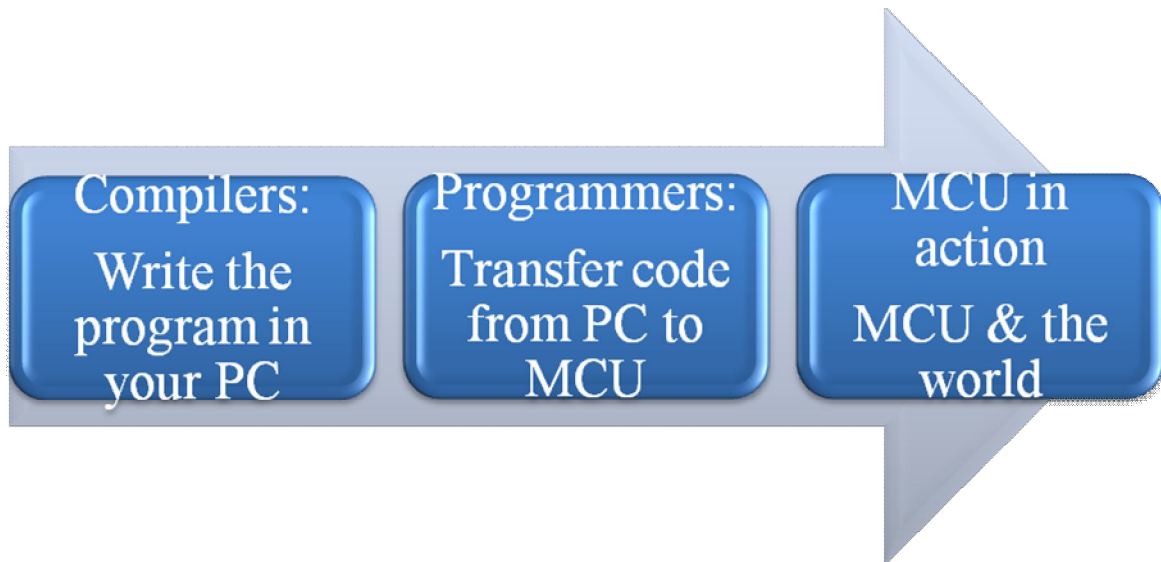 Compilers:
Write the
program in
your PC
Programmers:
Transfer code
from PC to
MCU
MCU in
action
MCU & the
world